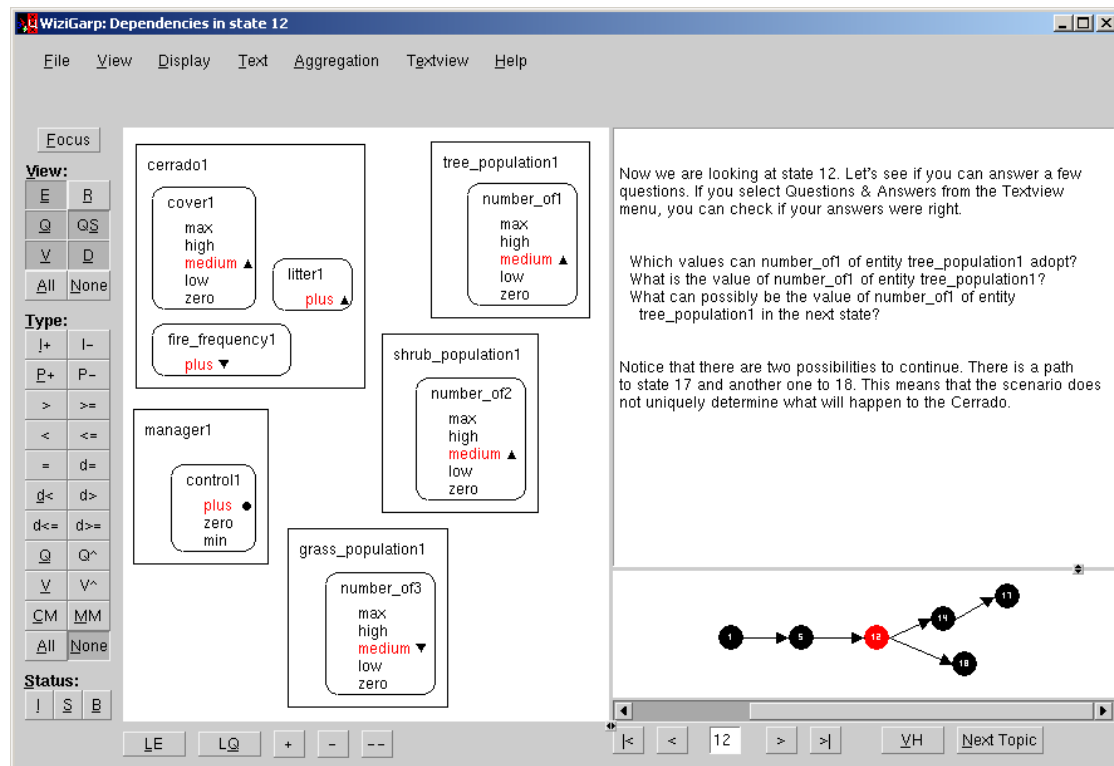 WiziGarp: Dependencies in state 12
File View Display Text Aggregation Textview Help
Focus
View:
E R
Q QS
V D
All None
Type:
I+ I-
P+ P-
> >=
< <=
= d=
d< d>
d<= d>=
Q Q^
V V^
CM MM
All None
Status:
I S B
cerrado1
cover1
max
high
medium ▲
low
zero
litter1
plus ▲
fire_frequency1
plus ▼
tree_population1
number_of1
max
high
medium ▲
low
zero
shrub_population1
number_of2
max
high
medium ▲
low
zero
manager1
control1
plus ●
zero
min
grass_population1
number_of3
max
high
medium ▼
low
zero
LE LQ + - --
Now we are looking at state 12. Let's see if you can answer a few
questions. If you select Questions & Answers from the Textview
menu, you can check if your answers were right.
Which values can number_of1 of entity tree_population1 adopt?
What is the value of number_of1 of entity tree_population1?
What can possibly be the value of number_of1 of entity
tree_population1 in the next state?
Notice that there are two possibilities to continue. There is a path
to state 17 and another one to 18. This means that the scenario does
not uniquely determine what will happen to the Cerrado.
1 5 12 14 17
18
|< < 12 > >| VH Next Topic